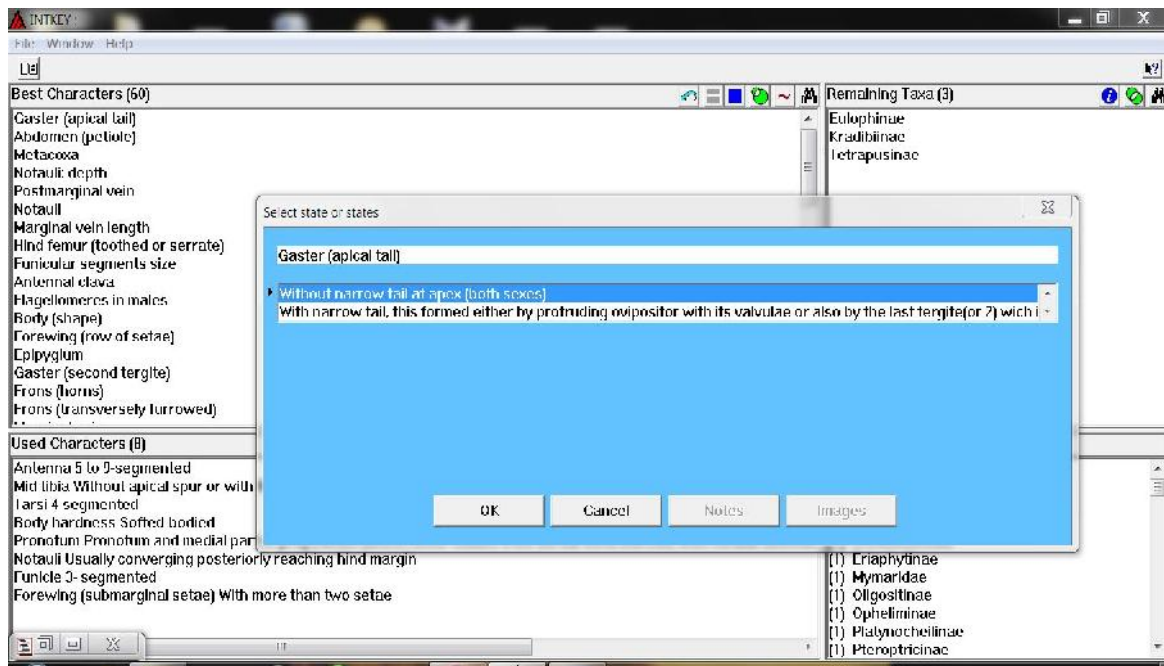 INTKEY
File Window Help
Best Characters (60)
Remaining Taxa (3)
Gaster (apical tail)
Abdomen (petiole)
Metacoxa
Notauli: depth
Postmarginal vein
Notauli
Marginal vein length
Hind femur (toothed or serrate)
Funicular segments size
Antennal clava
Flagellomeres in males
Body (shape)
Forewing (row of setae)
Epipygium
Gaster (second tergite)
Frons (horns)
Frons (transversely furrowed)
Eulophinae
Kradibiinae
Tetrapusinae
Select state or states
Gaster (apical tail)
Without narrow tail at apex (both sexes)
With narrow tail, this formed either by protruding ovipositor with its valvulae or also by the last tergite(or 2) wich i
OK Cancel Notes Images
Used Characters (8)
Antenna 5 to 9-segmented
Mid tibia Without apical spur or with
Tarsi 4 segmented
Body hardness Softed bodied
Pronotum Pronotum and medial part
Notauli Usually converging posteriorly reaching hind margin
Funicle 3- segmented
Forewing (submarginal setae) With more than two setae
(1) Eriaphytinae
(1) Mymaridae
(1) Oligositinae
(1) Opheliminae
(1) Platynocheilinae
(1) Pteroptricinae